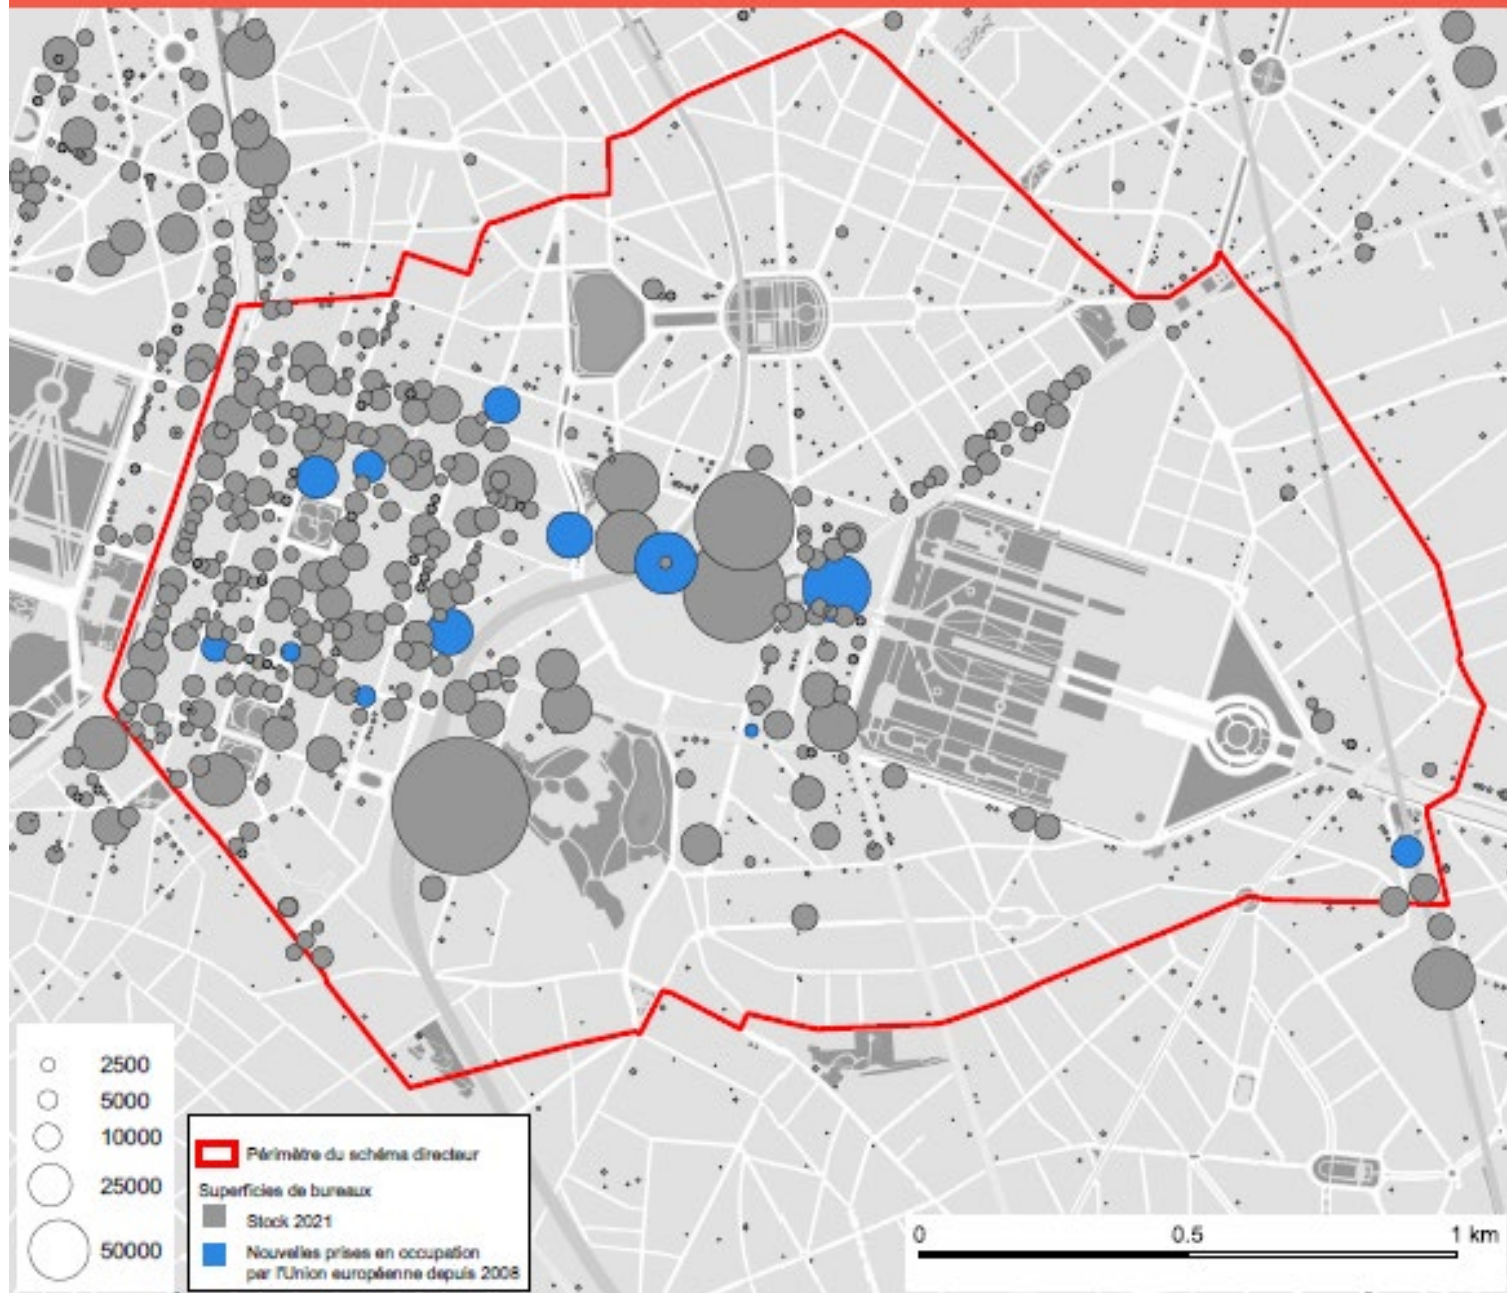 2500
5000
10000
25000
50000
Périmètre du schéma directeur
Superficies de bureaux
Stock 2021
Nouvelles prises en occupation
par l'Union européenne depuis 2008
0 0.5 1 km